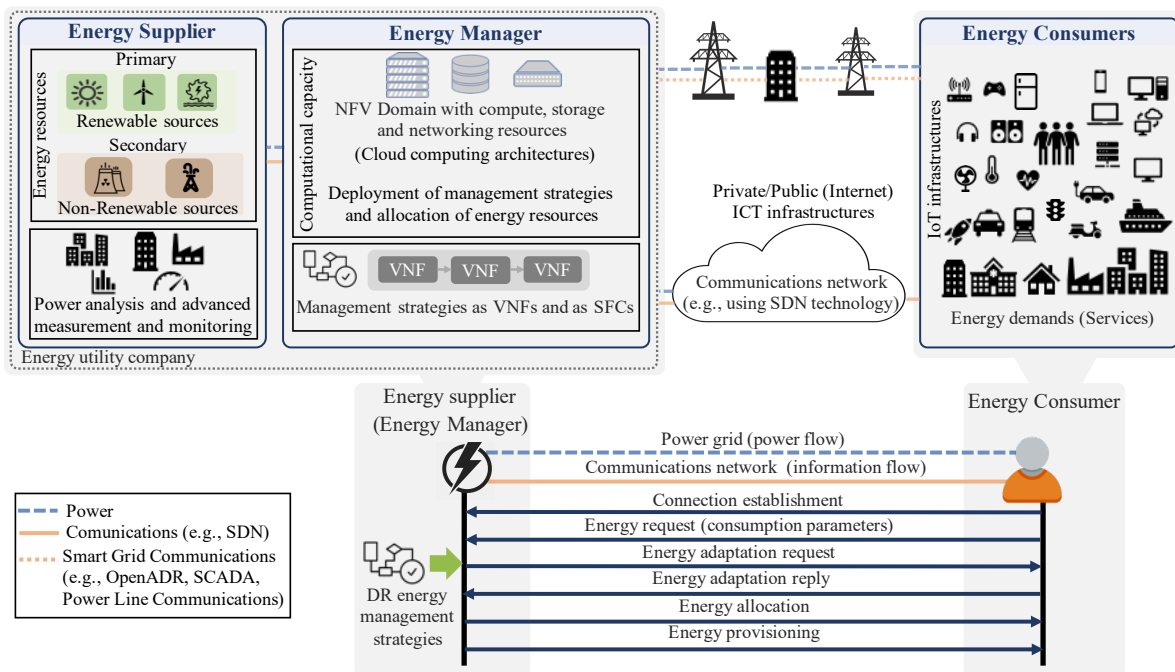 Energy Supplier
Energy resources
Primary
Renewable sources
Secondary
Non-Renewable sources
Power analysis and advanced
measurement and monitoring
Energy utility company
Energy Manager
Computational capacity
NFV Domain with compute, storage
and networking resources
(Cloud computing architectures)
Deployment of management strategies
and allocation of energy resources
VNF
VNF
VNF
Management strategies as VNFs and as SFCs
Private/Public (Internet)
ICT infrastructures
Communications network
(e.g., using SDN technology)
Energy Consumers
IoT infrastructures
Energy demands (Services)
Energy supplier
(Energy Manager)
Energy Consumer
Power grid (power flow)
Communications network (information flow)
Connection establishment
Energy request (consumption parameters)
Energy adaptation request
Energy adaptation reply
Energy allocation
Energy provisioning
DR energy
management
strategies
Power
Comunications (e.g., SDN)
Smart Grid Communications
(e.g., OpenADR, SCADA,
Power Line Communications)